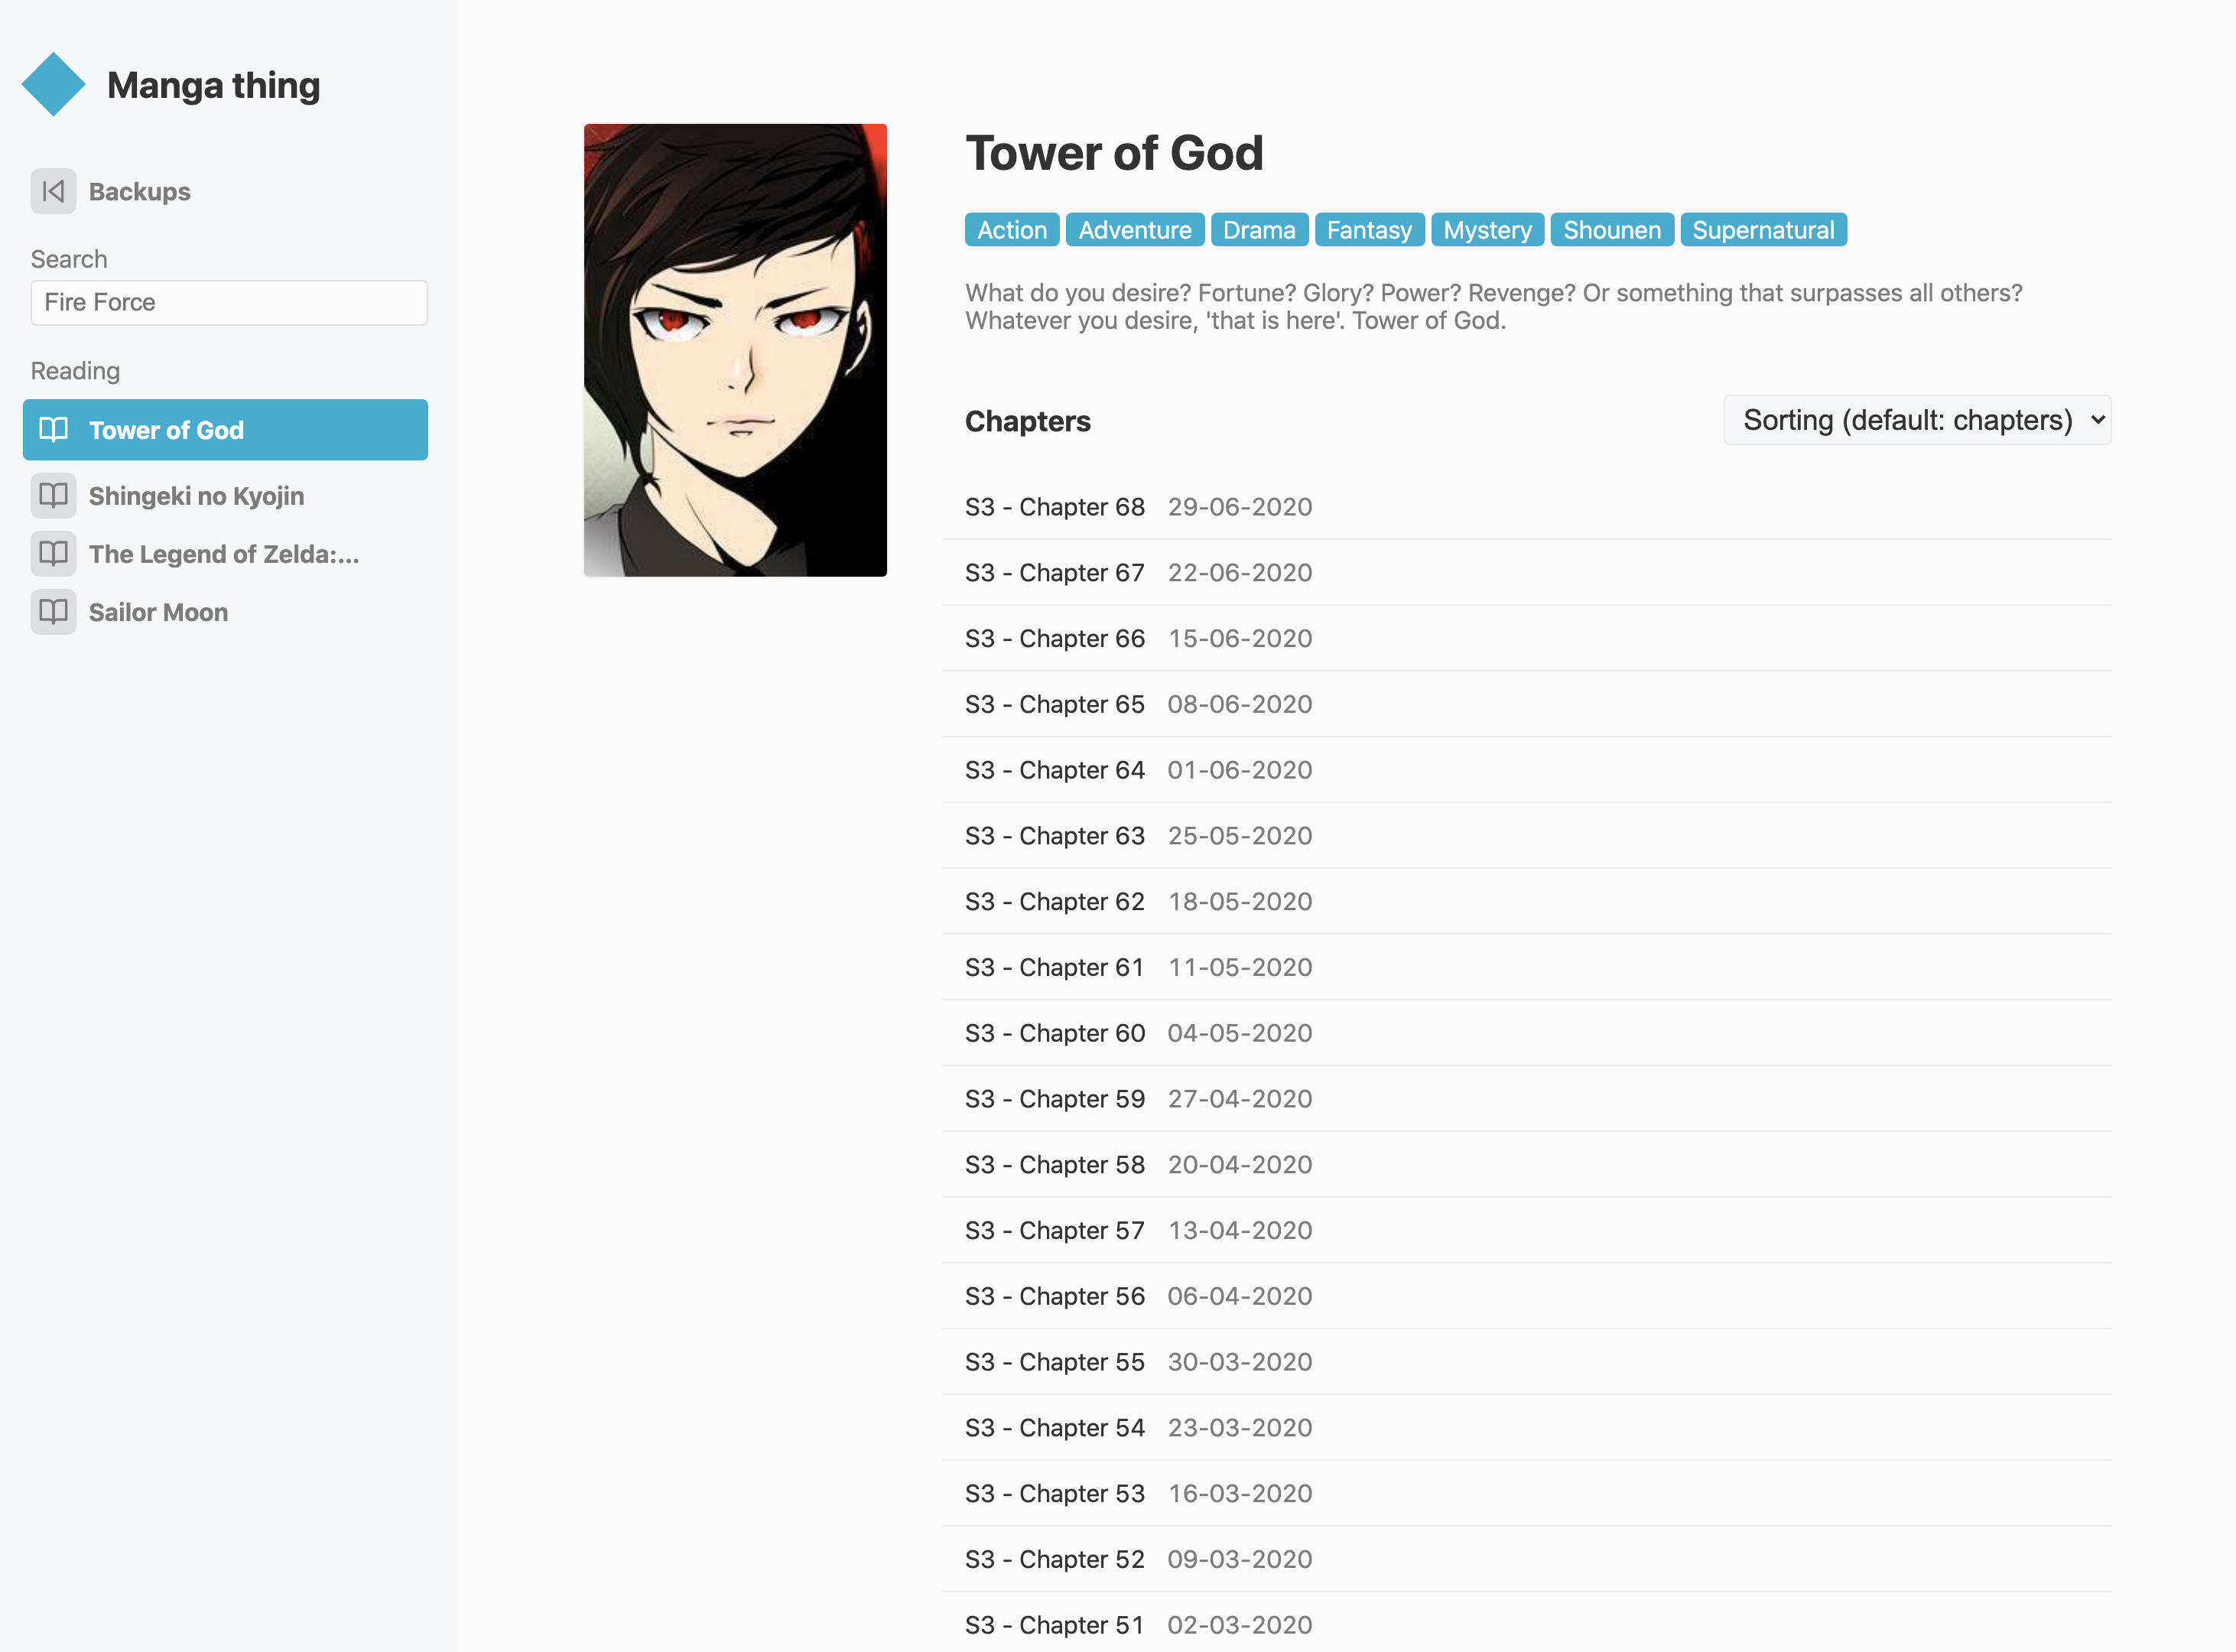 Manga thing
Backups
Search
Fire Force
Reading
Tower of God
Shingeki no Kyojin
The Legend of Zelda:...
Sailor Moon
Tower of God
Action Adventure Drama Fantasy Mystery Shounen Supernatural
What do you desire? Fortune? Glory? Power? Revenge? Or something that surpasses all others?
Whatever you desire, 'that is here'. Tower of God.
Chapters Sorting (default: chapters)
S3 - Chapter 68 29-06-2020
S3 - Chapter 67 22-06-2020
S3 - Chapter 66 15-06-2020
S3 - Chapter 65 08-06-2020
S3 - Chapter 64 01-06-2020
S3 - Chapter 63 25-05-2020
S3 - Chapter 62 18-05-2020
S3 - Chapter 61 11-05-2020
S3 - Chapter 60 04-05-2020
S3 - Chapter 59 27-04-2020
S3 - Chapter 58 20-04-2020
S3 - Chapter 57 13-04-2020
S3 - Chapter 56 06-04-2020
S3 - Chapter 55 30-03-2020
S3 - Chapter 54 23-03-2020
S3 - Chapter 53 16-03-2020
S3 - Chapter 52 09-03-2020
S3 - Chapter 51 02-03-2020